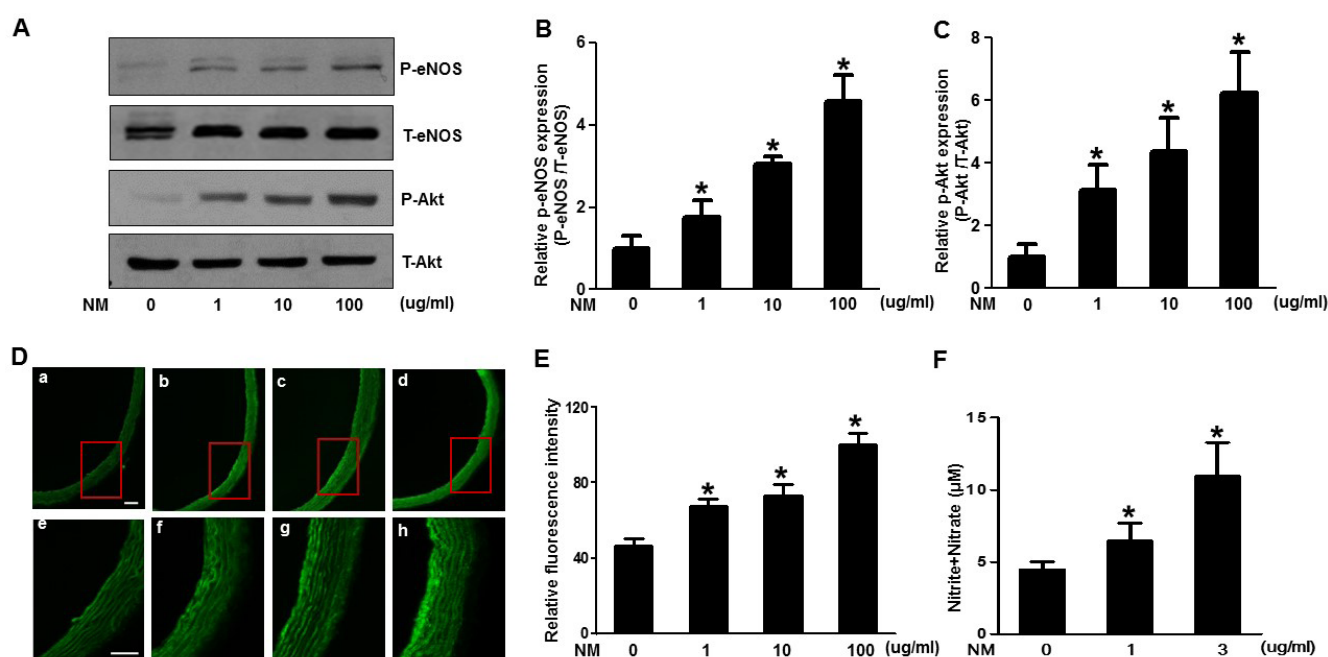 A
P-eNOS
T-eNOS
P-Akt
T-Akt
NM 0 1 10 100 (ug/ml)
B
Relative p-eNOS expression
(P-eNOS /T-eNOS)
6
4
2
0
*
*
*
NM 0 1 10 100 (ug/ml)
C
Relative p-Akt expression
(P-Akt /T-Akt)
8
6
4
2
0
*
*
*
NM 0 1 10 100 (ug/ml)
D
a b c d
e f g h
E
Relative fluorescence intensity
120
80
40
0
*
*
*
NM 0 1 10 100 (ug/ml)
F
Nitrite+Nitrate (µM)
15
10
5
0
*
*
NM 0 1 3 (ug/ml)